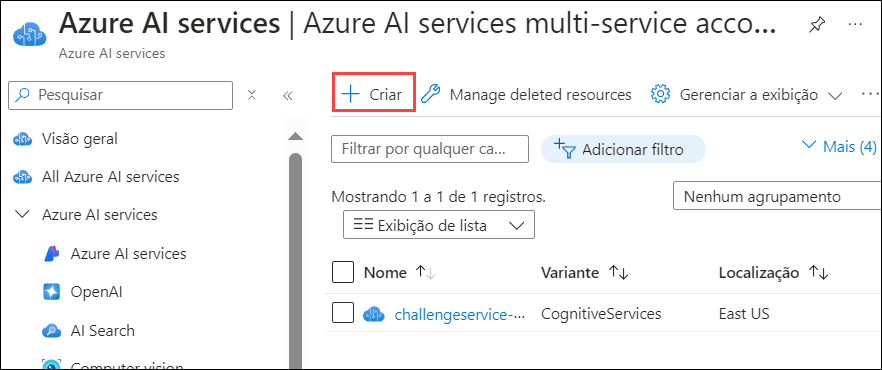 Azure AI services | Azure AI services multi-service acco...
Azure AI services
Pesquisar
Criar
Manage deleted resources
Gerenciar a exibição
Visão geral
All Azure AI services
Azure AI services
Azure AI services
OpenAI
AI Search
Computer vision
Filtrar por qualquer ca...
Adicionar filtro
Mais (4)
Mostrando 1 a 1 de 1 registros.
Nenhum agrupamento
Exibição de lista
Nome Variante Localização
challengeservice-... CognitiveServices East US